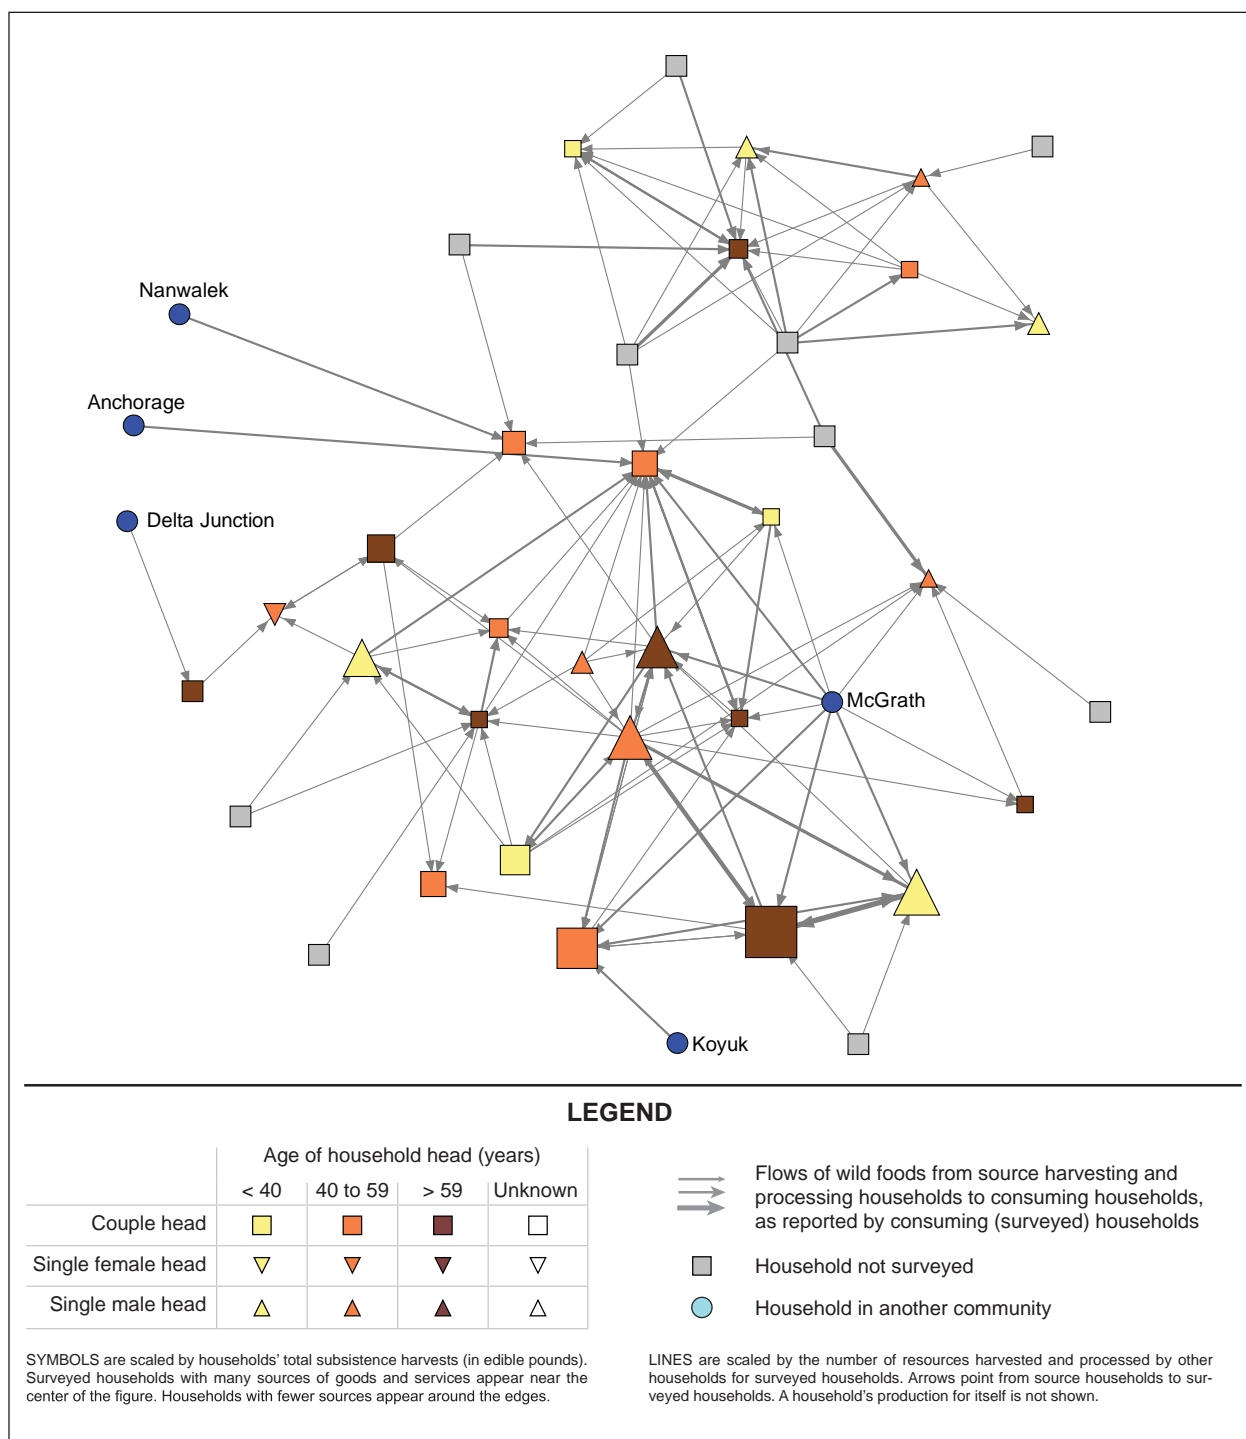 Nanwalek
Anchorage
Delta Junction
McGrath
Koyuk
LEGEND
Age of household head (years)
< 40 40 to 59 > 59 Unknown
Couple head
Single female head
Single male head
Flows of wild foods from source harvesting and
processing households to consuming households,
as reported by consuming (surveyed) households
Household not surveyed
Household in another community
SYMBOLS are scaled by households' total subsistence harvests (in edible pounds).
Surveyed households with many sources of goods and services appear near the
center of the figure. Households with fewer sources appear around the edges.
LINES are scaled by the number of resources harvested and processed by other
households for surveyed households. Arrows point from source households to sur-
veyed households. A household's production for itself is not shown.